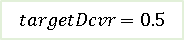 targetDcvr = 0.5